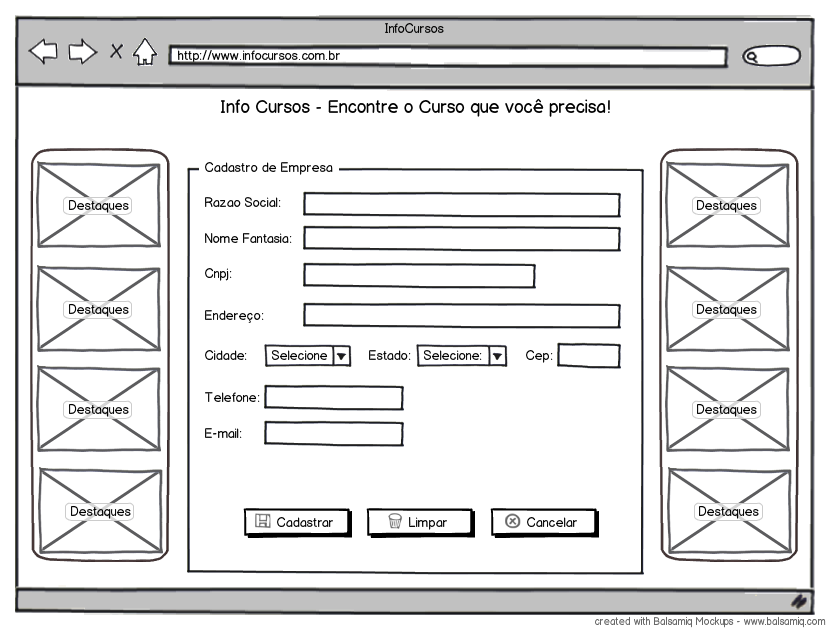 InfoCursos
http://www.infocursos.com.br
Info Cursos - Encontre o Curso que você precisa!
Destaques
Destaques
Destaques
Destaques
Cadastro de Empresa
Razao Social:
Nome Fantasia:
Cnpj:
Endereço:
Cidade: Selecione Estado: Selecione: Cep:
Telefone:
E-mail:
Cadastrar Limpar Cancelar
Destaques
Destaques
Destaques
Destaques
created with Balsamiq Mockups - www.balsamiq.com